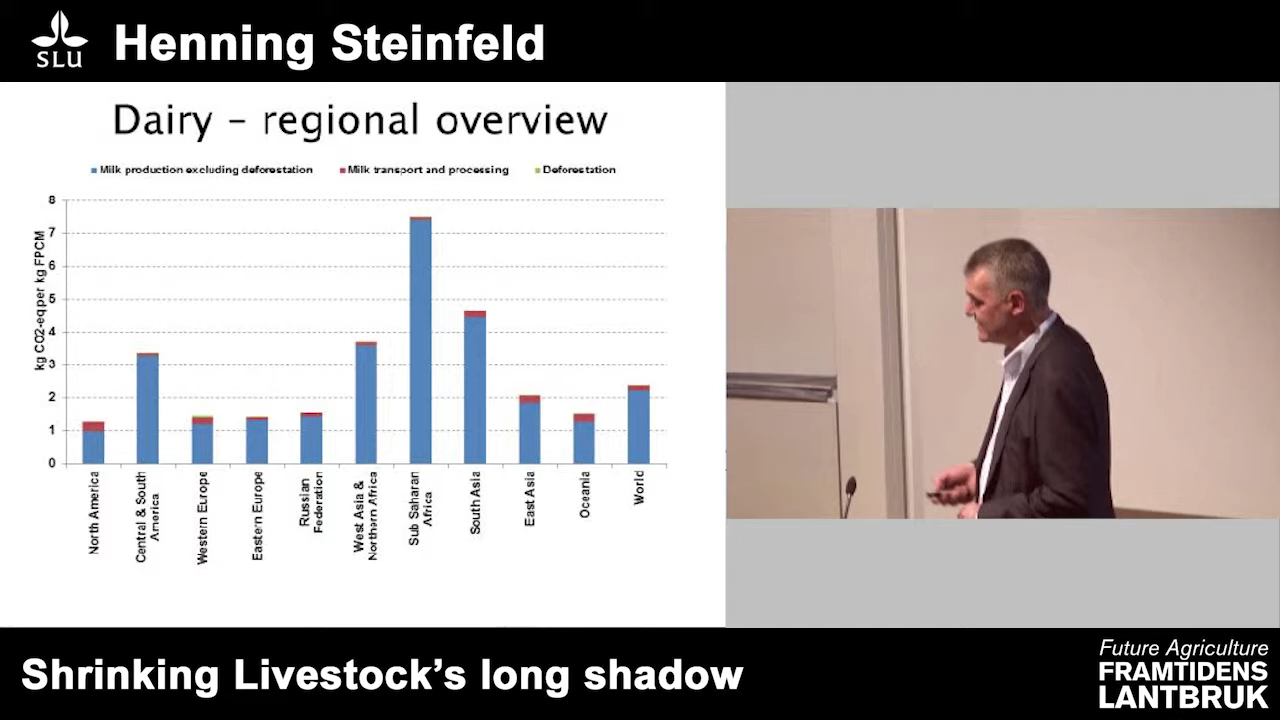 SLU
Henning Steinfeld
Dairy – regional overview
Milk production excluding deforestation
Milk transport and processing
Deforestation
kg CO2-eq.per kg FPCM
8
7
6
5
4
3
2
1
0
North America
Central & South
America
Western Europe
Eastern Europe
Russian
Federation
West Asia &
Northern Africa
Sub Saharan
Africa
South Asia
East Asia
Oceania
World
Shrinking Livestock's long shadow
Future Agriculture
FRAMTIDENS
LANTBRUK